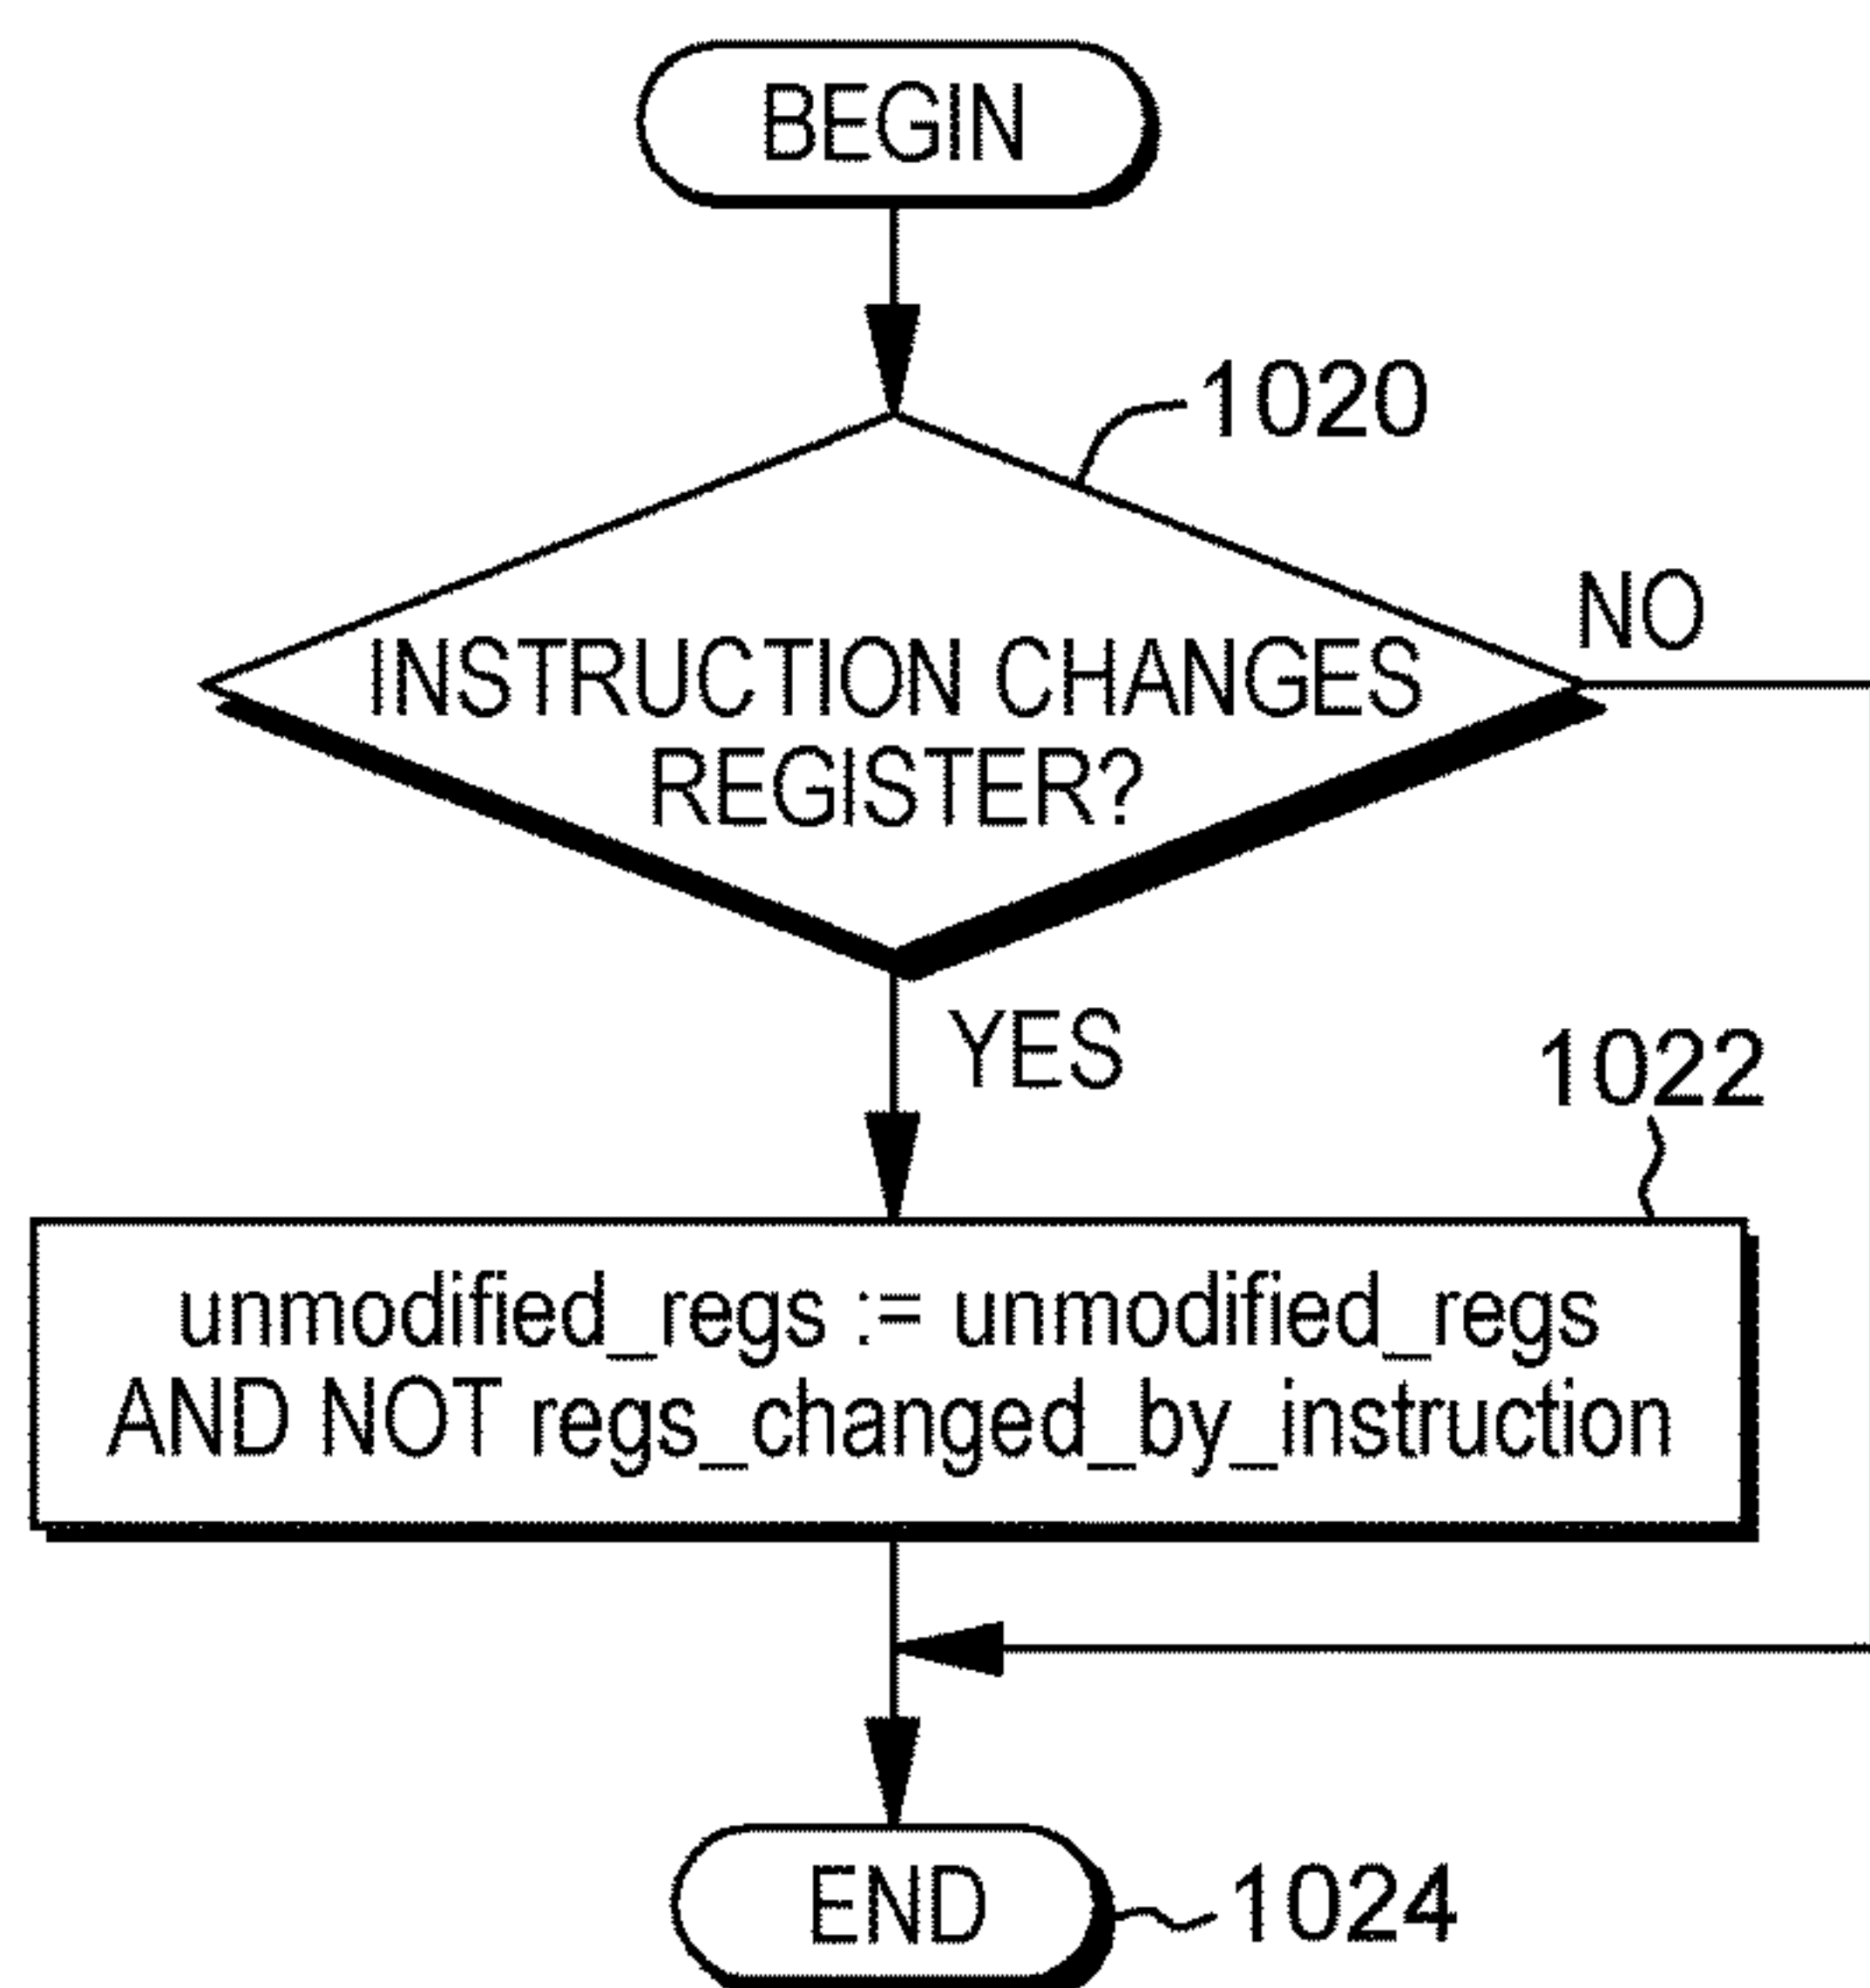 BEGIN
1020
INSTRUCTION CHANGES
REGISTER?
NO
YES
1022
unmodified_regs := unmodified_regs
AND NOT regs_changed_by_instruction
END
1024